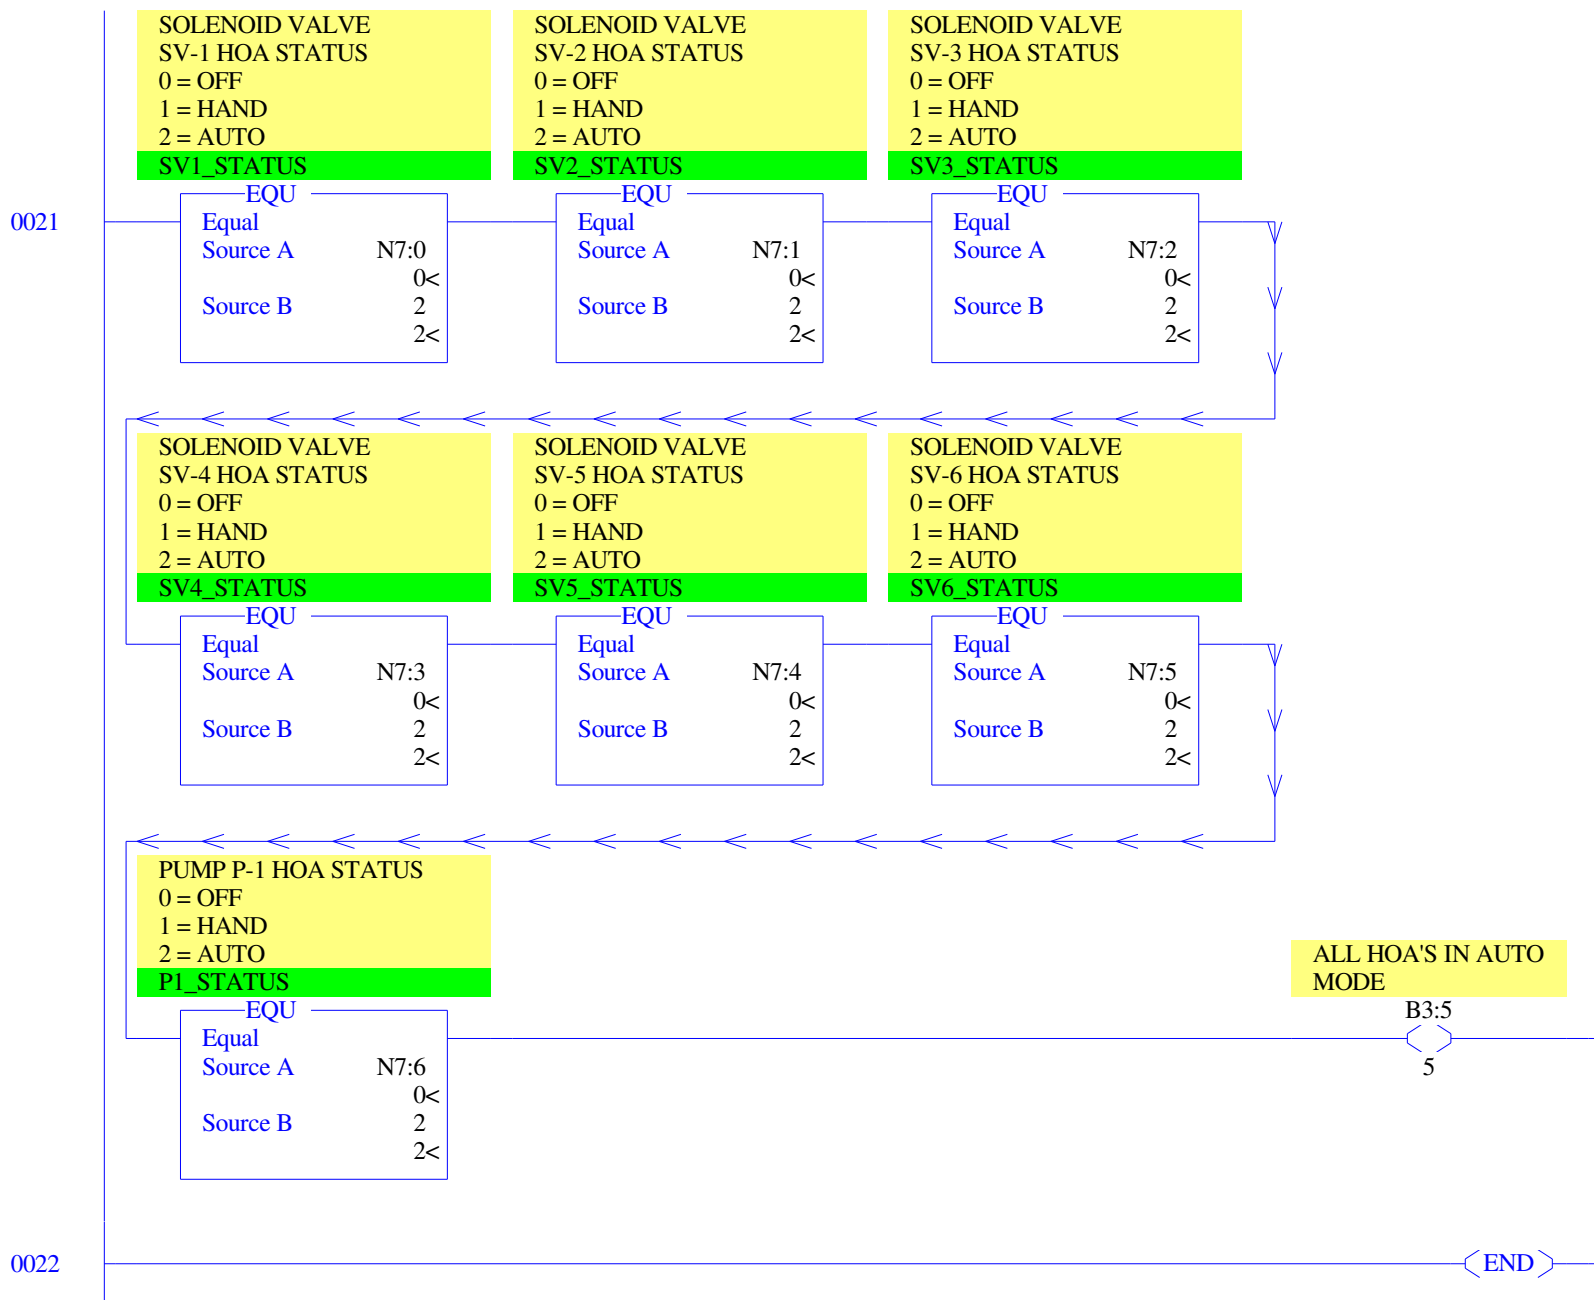 SOLENOID VALVE
SV-1 HOA STATUS
0 = OFF
1 = HAND
2 = AUTO
SV1_STATUS
SOLENOID VALVE
SV-2 HOA STATUS
0 = OFF
1 = HAND
2 = AUTO
SV2_STATUS
SOLENOID VALVE
SV-3 HOA STATUS
0 = OFF
1 = HAND
2 = AUTO
SV3_STATUS
0021
EQU
Equal
Source A N7:0
0<
Source B 2
2<
EQU
Equal
Source A N7:1
0<
Source B 2
2<
EQU
Equal
Source A N7:2
0<
Source B 2
2<
SOLENOID VALVE
SV-4 HOA STATUS
0 = OFF
1 = HAND
2 = AUTO
SV4_STATUS
SOLENOID VALVE
SV-5 HOA STATUS
0 = OFF
1 = HAND
2 = AUTO
SV5_STATUS
SOLENOID VALVE
SV-6 HOA STATUS
0 = OFF
1 = HAND
2 = AUTO
SV6_STATUS
EQU
Equal
Source A N7:3
0<
Source B 2
2<
EQU
Equal
Source A N7:4
0<
Source B 2
2<
EQU
Equal
Source A N7:5
0<
Source B 2
2<
PUMP P-1 HOA STATUS
0 = OFF
1 = HAND
2 = AUTO
P1_STATUS
EQU
Equal
Source A N7:6
0<
Source B 2
2<
ALL HOA'S IN AUTO
MODE
B3:5
5
0022
END